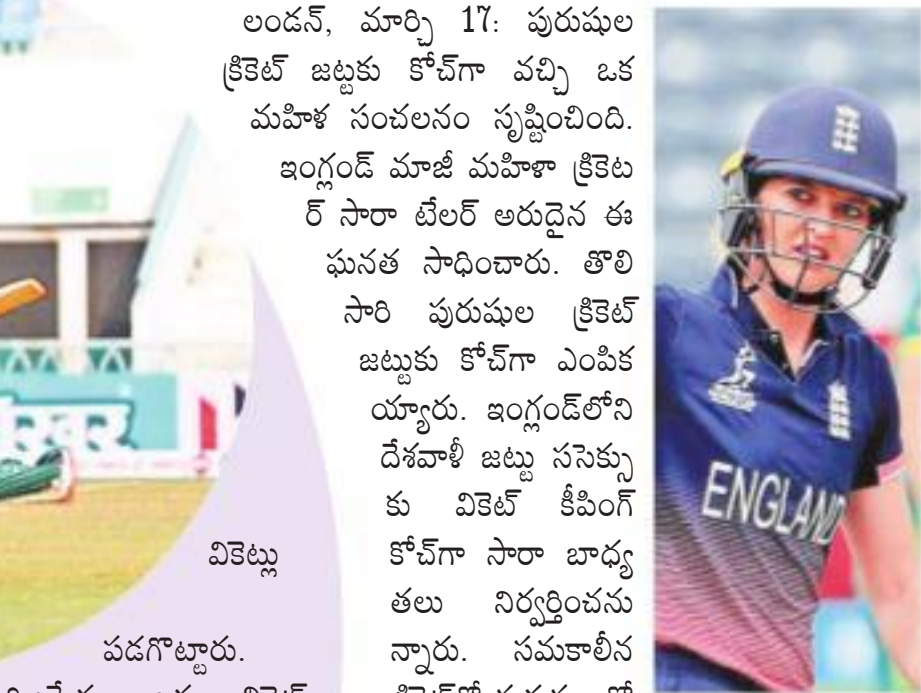 లండన్, మార్చి 17: పురుషుల
క్రికెట్ జట్టకు కోచ్‌గా వచ్చి ఒక
మహిళ సంచలనం సృష్టించింది.
ఇంగ్లండ్ మాజీ మహిళా క్రికెట
ర్ సారా టేలర్ అరుదైన ఈ
ఘనత సాధించారు. తొలి
సారి పురుషుల క్రికెట్
జట్టుకు కోచ్‌గా ఎంపిక
య్యారు. ఇంగ్లండ్‌లోని
దేశవాళీ జట్టు ససెక్సు
కు వికెట్ కీపింగ్
కోచ్‌గా సారా బాధ్య
తలు నిర్వర్తించను
న్నారు. సమకాలీన
వికెట్లు
పడగొట్టారు.
ENGLAND